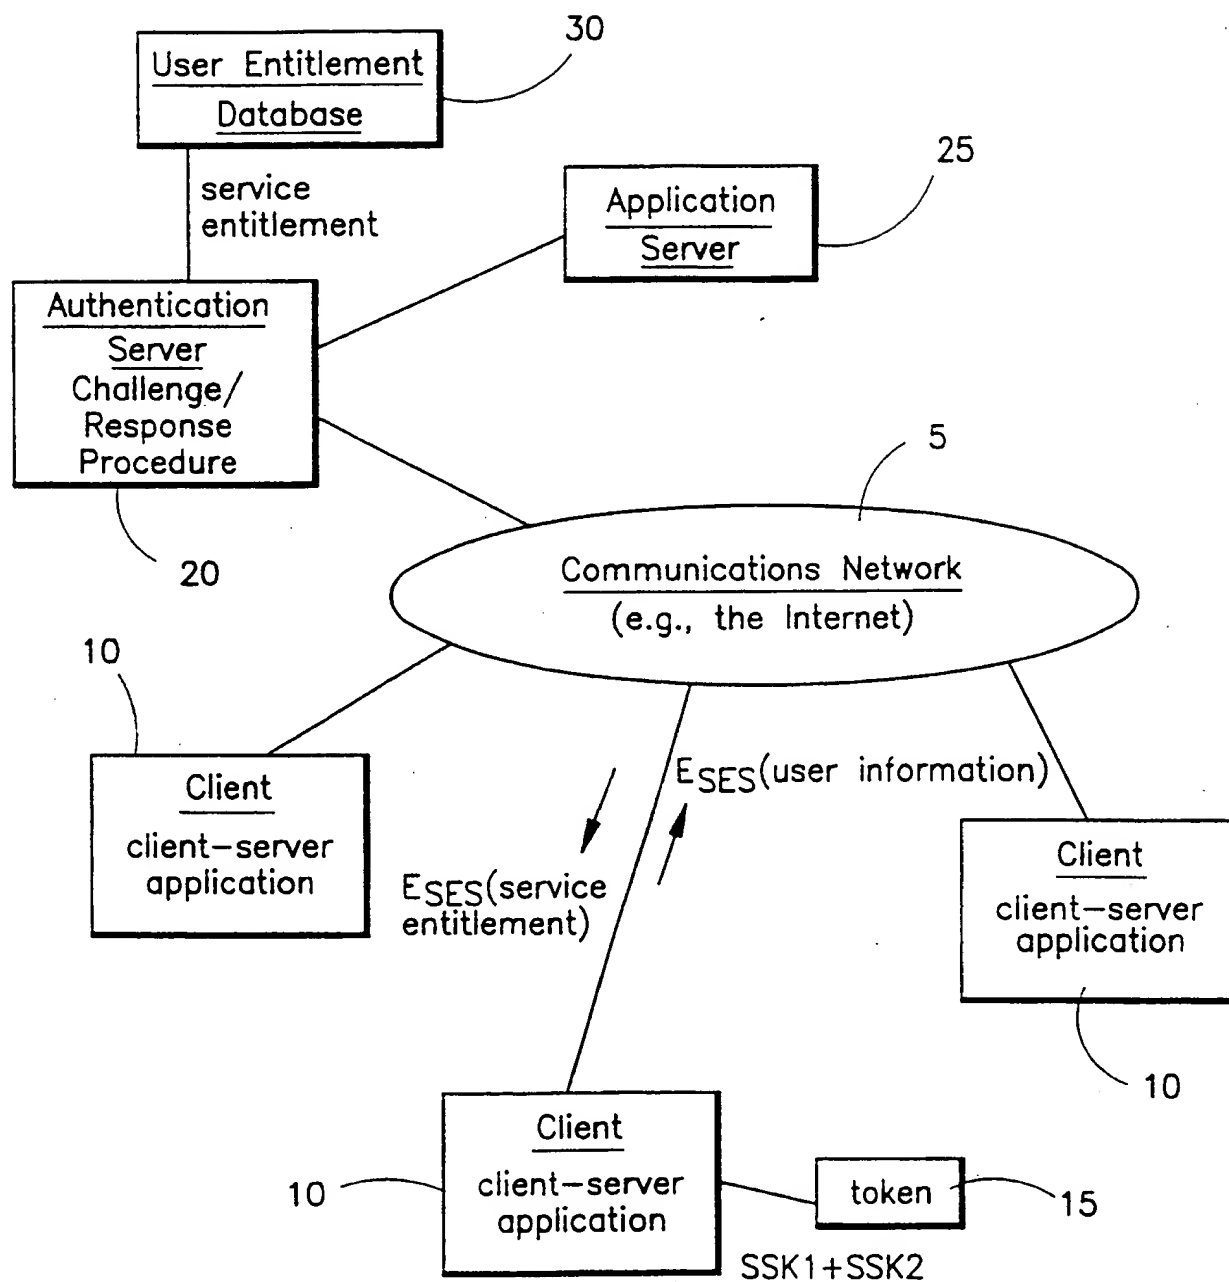 30
User Entitlement
Database
25
service
entitlement
Application
Server
Authentication
Server
Challenge/
Response
Procedure
20
5
Communications Network
(e.g., the Internet)
10
Client
client-server
application
ESES(user information)
ESES(service
entitlement)
Client
client-server
application
10
Client
client-server
application
10
token
15
SSK1+SSK2